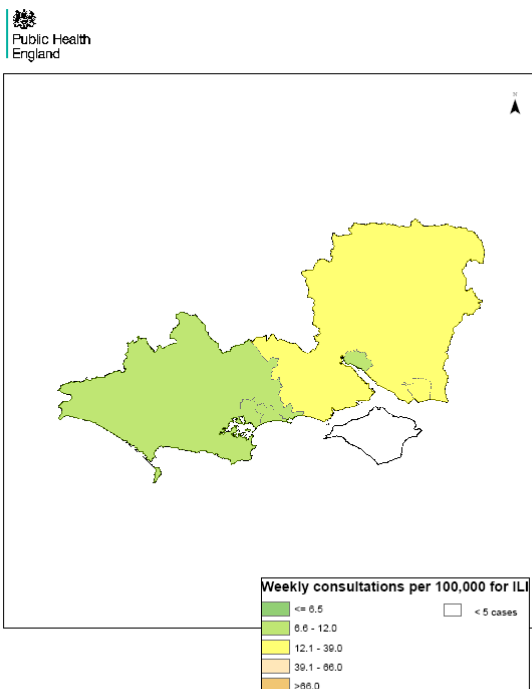 Public Health
England
N
Weekly consultations per 100,000 for ILI
<= 6.5
< 5 cases
6.6 - 12.0
12.1 - 39.0
39.1 - 66.0
>66.0